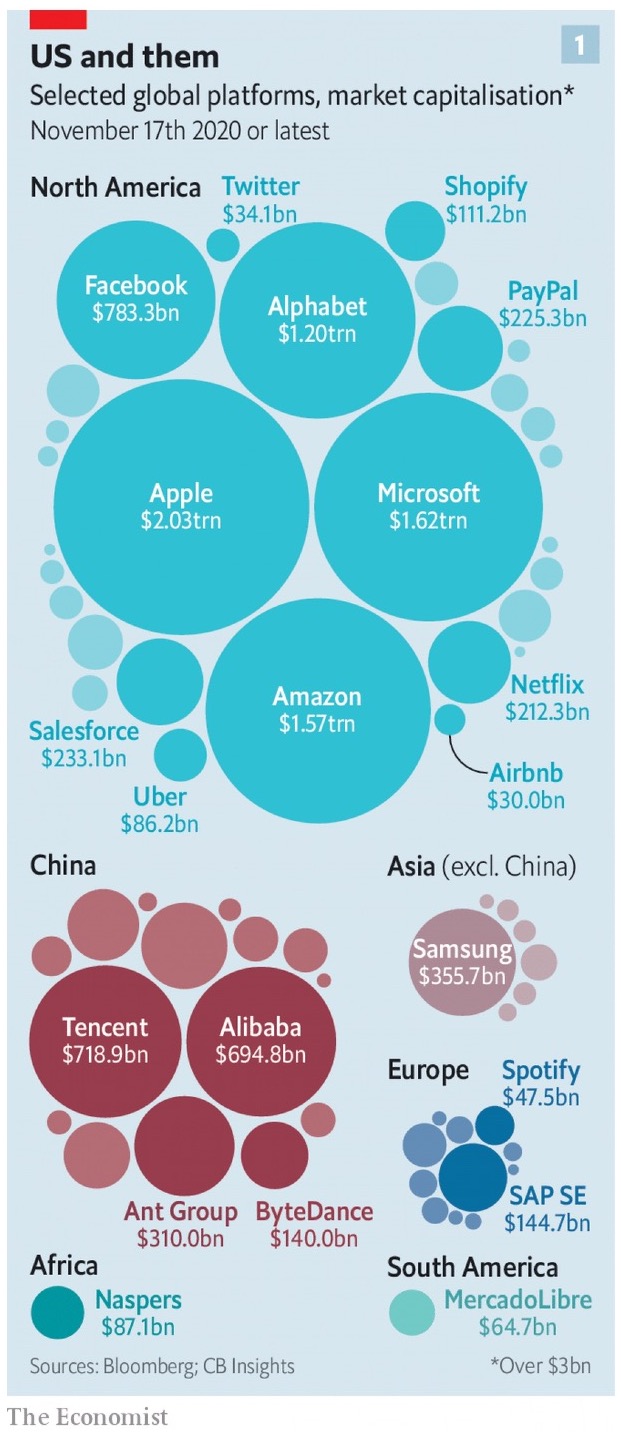 1
US and them
Selected global platforms, market capitalisation*
November 17th 2020 or latest
North America
Twitter
$34.1bn
Shopify
$111.2bn
Facebook
$783.3bn
Alphabet
$1.20trn
PayPal
$225.3bn
Apple
$2.03trn
Microsoft
$1.62trn
Amazon
$1.57trn
Netflix
$212.3bn
Salesforce
$233.1bn
Airbnb
$30.0bn
Uber
$86.2bn
China
Tencent
$718.9bn
Alibaba
$694.8bn
Ant Group
$310.0bn
ByteDance
$140.0bn
Asia (excl. China)
Samsung
$355.7bn
Europe
Spotify
$47.5bn
SAP SE
$144.7bn
Africa
Naspers
$87.1bn
South America
MercadoLibre
$64.7bn
Sources: Bloomberg; CB Insights
*Over $3bn
The Economist